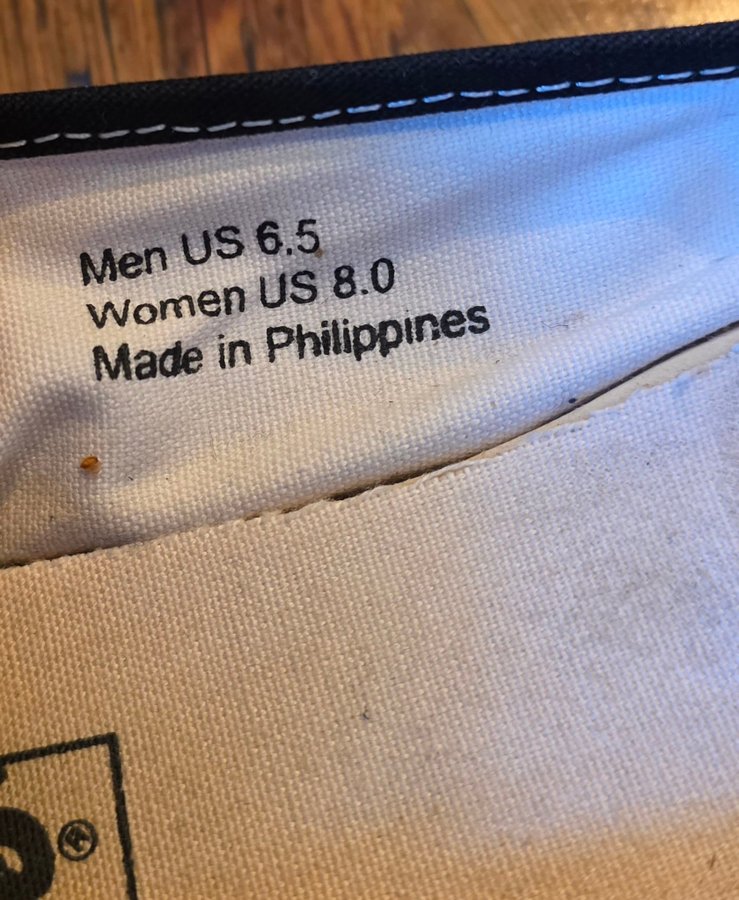 Men US 6.5
Women US 8.0
Made in Philippines
S®